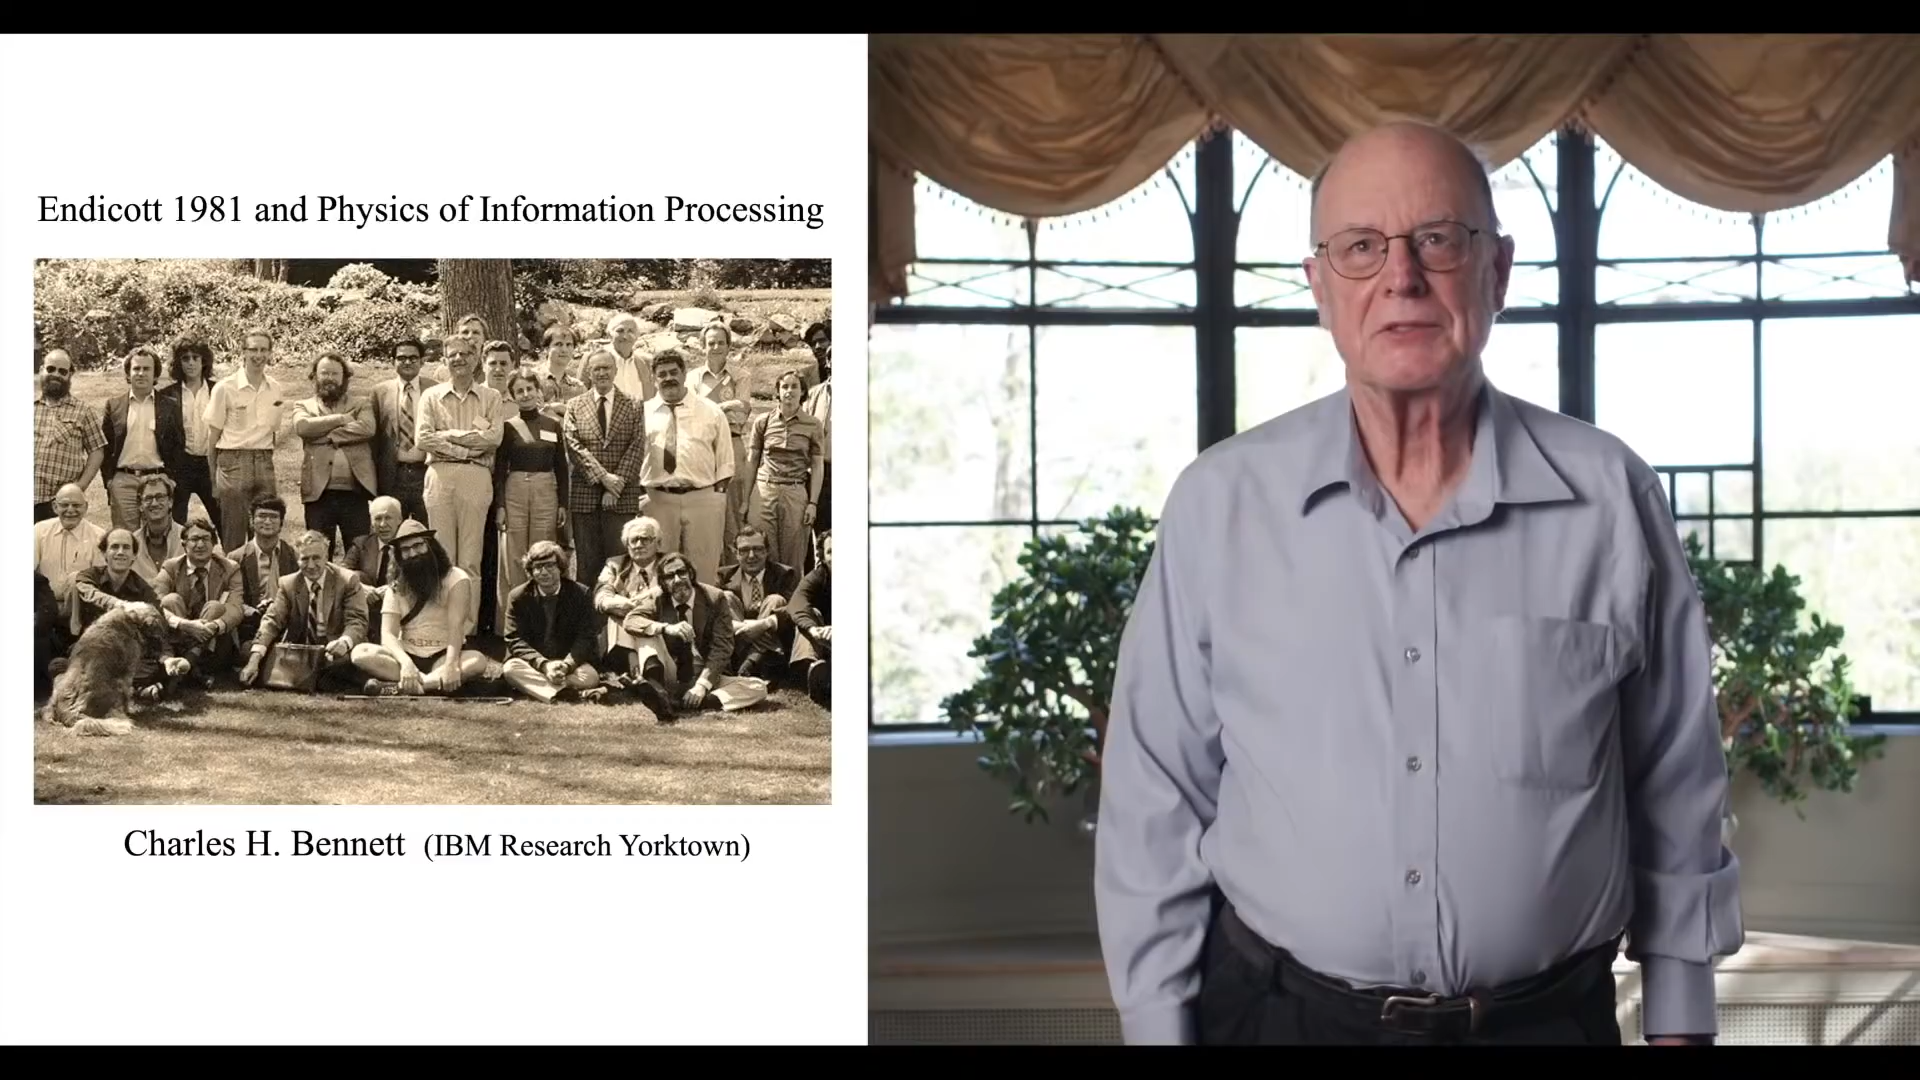 Endicott 1981 and Physics of Information Processing
Charles H. Bennett (IBM Research Yorktown)